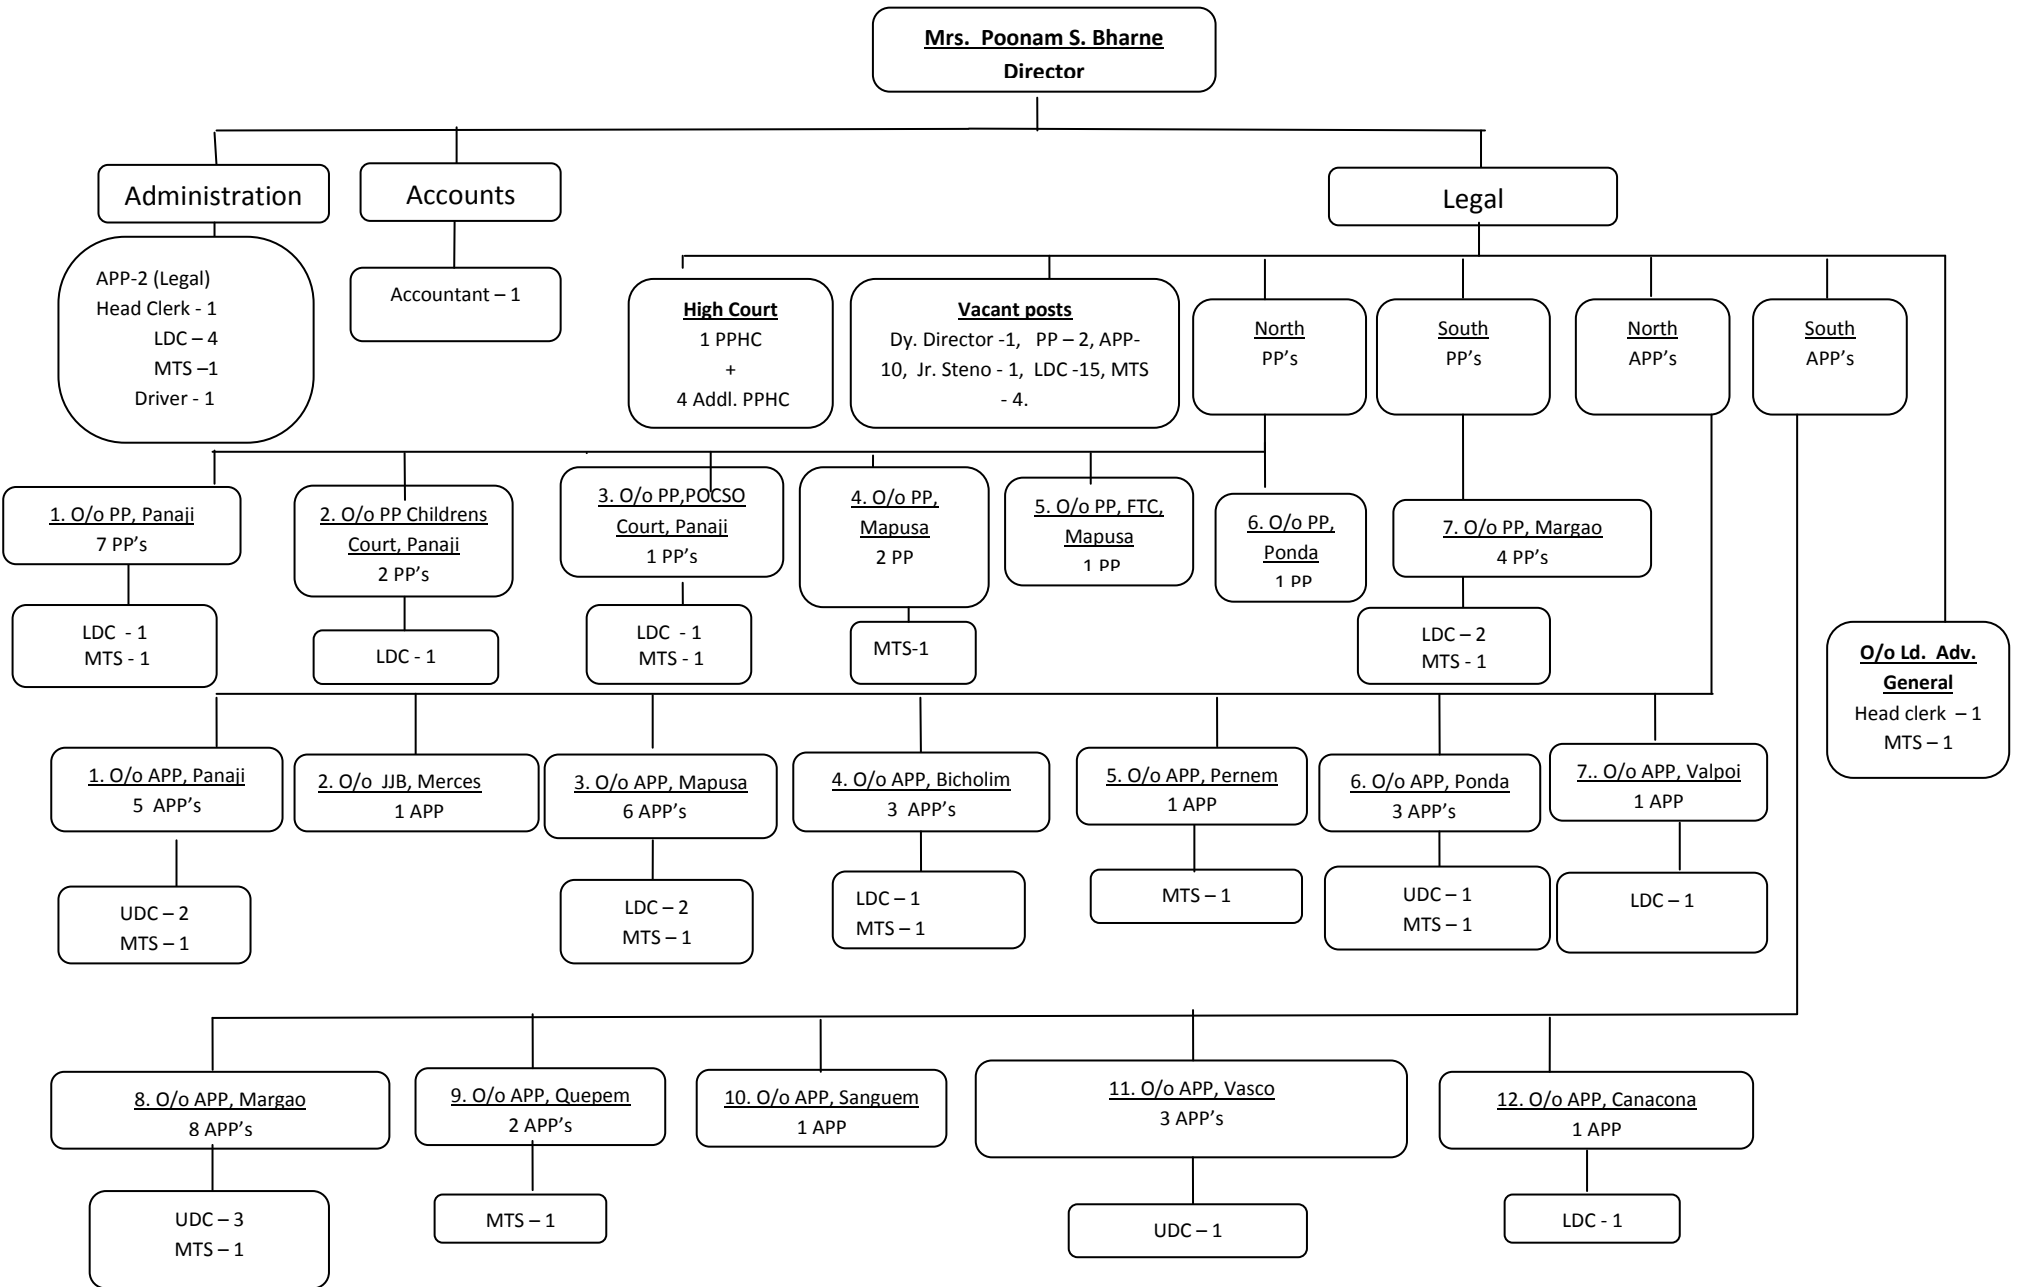 Mrs.  Poonam S. Bharne
Director
Administration
Accounts
Legal
APP-2 (Legal)
Head Clerk - 1
LDC – 4
MTS –1
Driver - 1
Accountant – 1
High Court
1 PPHC
+
4 Addl. PPHC
Vacant posts
Dy. Director -1,   PP – 2, APP-
10,  Jr. Steno - 1,  LDC -15, MTS
- 4.
North
PP’s
South
PP’s
North
APP’s
South
APP’s
1. O/o PP, Panaji
7 PP’s
2. O/o PP Childrens
Court, Panaji
2 PP’s
3. O/o PP,POCSO
Court, Panaji
1 PP’s
4. O/o PP,
Mapusa
2 PP
5. O/o PP, FTC,
Mapusa
1 PP
6. O/o PP,
Ponda
1 PP
7. O/o PP, Margao
4 PP’s
LDC  - 1
MTS - 1
LDC - 1
LDC  - 1
MTS - 1
MTS-1
LDC – 2
MTS - 1
O/o Ld.  Adv.
General
Head clerk  – 1
MTS – 1
1. O/o APP, Panaji
5  APP’s
2. O/o  JJB, Merces
1 APP
3. O/o APP, Mapusa
6 APP’s
4. O/o APP, Bicholim
3  APP’s
5. O/o APP, Pernem
1 APP
6. O/o APP, Ponda
3 APP’s
7.. O/o APP, Valpoi
1 APP
UDC – 2
MTS – 1
LDC – 2
MTS – 1
LDC – 1
MTS – 1
MTS – 1
UDC – 1
MTS – 1
LDC – 1
8. O/o APP, Margao
8 APP’s
9. O/o APP, Quepem
2 APP’s
10. O/o APP, Sanguem
1 APP
11. O/o APP, Vasco
3 APP’s
12. O/o APP, Canacona
1 APP
UDC – 3
MTS – 1
MTS – 1
UDC – 1
LDC - 1